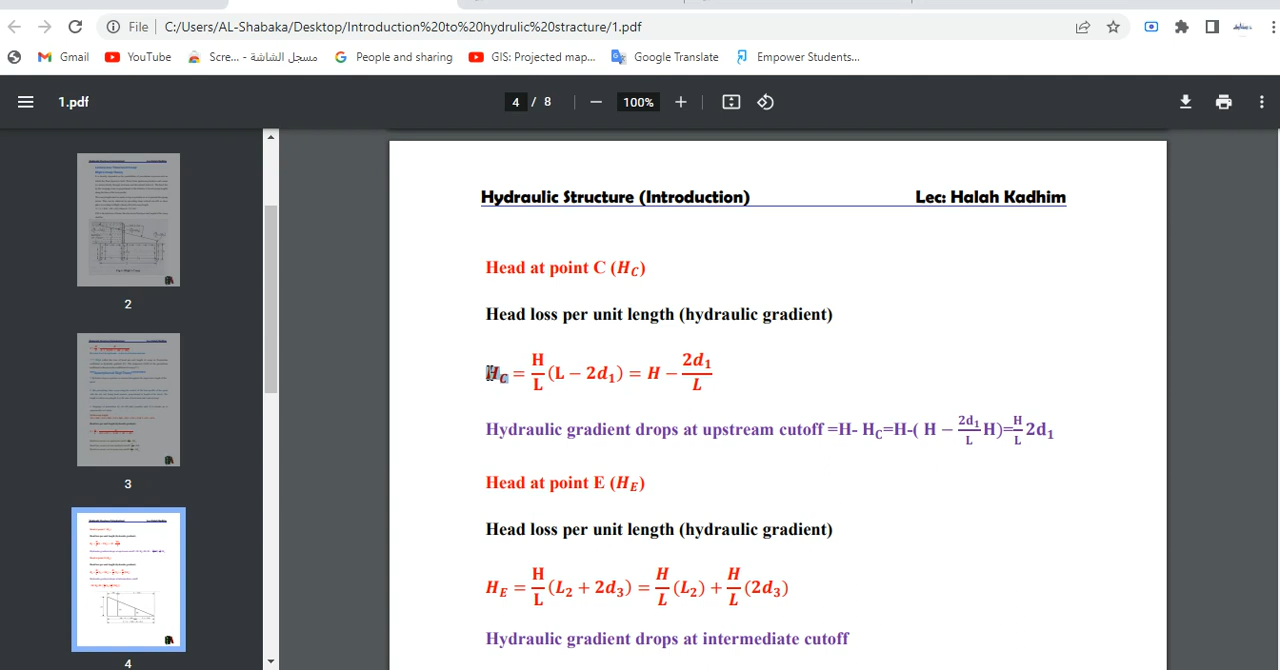 File | C:/Users/AL-Shabaka/Desktop/Introduction%20to%20hydrulic%20stracture/1.pdf
Gmail YouTube Scre... - مسجل الشاشة People and sharing GIS: Projected map... Google Translate Empower Students...
1.pdf 4 / 8 100%
2
3
4
Hydraulic Structure (Introduction) Lec: Halah Kadhim
Head at point C (H_C)
Head loss per unit length (hydraulic gradient)
H_C = H/L (L − 2d₁) = H − 2d₁/L
Hydraulic gradient drops at upstream cutoff =H- H_C=H-( H − 2d₁/L H)=H/L 2d₁
Head at point E (H_E)
Head loss per unit length (hydraulic gradient)
H_E = H/L (L₂ + 2d₃) = H/L (L₂) + H/L (2d₃)
Hydraulic gradient drops at intermediate cutoff